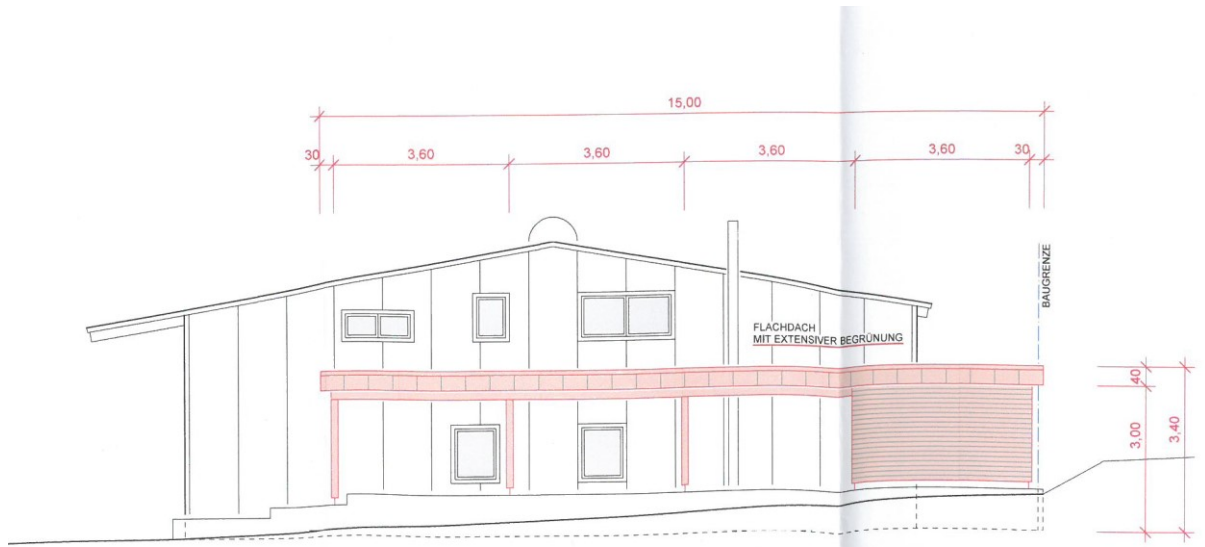 15,00
30 3,60 3,60 3,60 3,60 30
BAUGRENZE
FLACHDACH
MIT EXTENSIVER BEGRÜNUNG
40
3,00
3,40